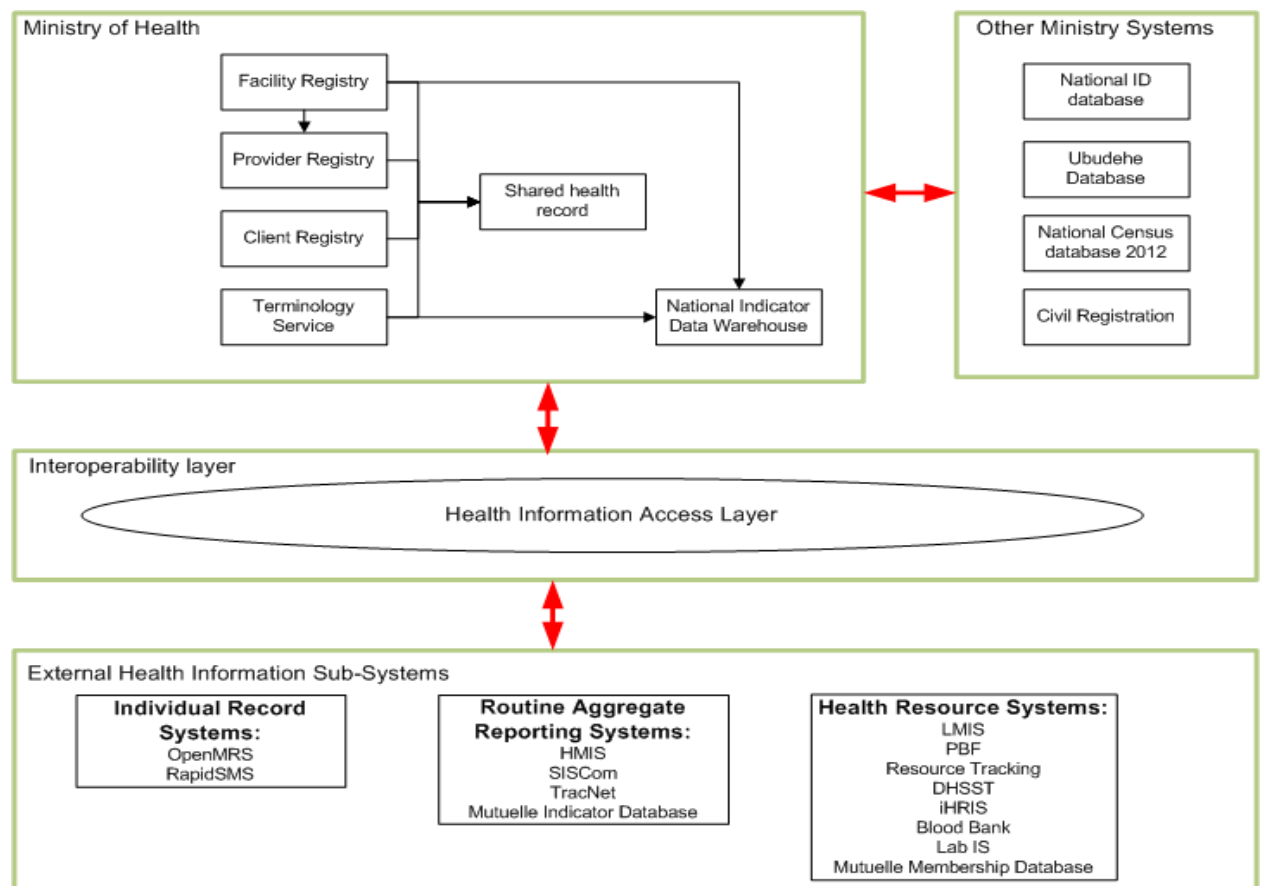 Ministry of Health
Facility Registry
Provider Registry
Client Registry
Terminology
Service
Shared health
record
National Indicator
Data Warehouse
Other Ministry Systems
National ID
database
Ubudehe
Database
National Census
database 2012
Civil Registration
Interoperability layer
Health Information Access Layer
External Health Information Sub-Systems
Individual Record
Systems:
OpenMRS
RapidSMS
Routine Aggregate
Reporting Systems:
HMIS
SISCom
TracNet
Mutuelle Indicator Database
Health Resource Systems:
LMIS
PBF
Resource Tracking
DHSST
iHRIS
Blood Bank
Lab IS
Mutuelle Membership Database